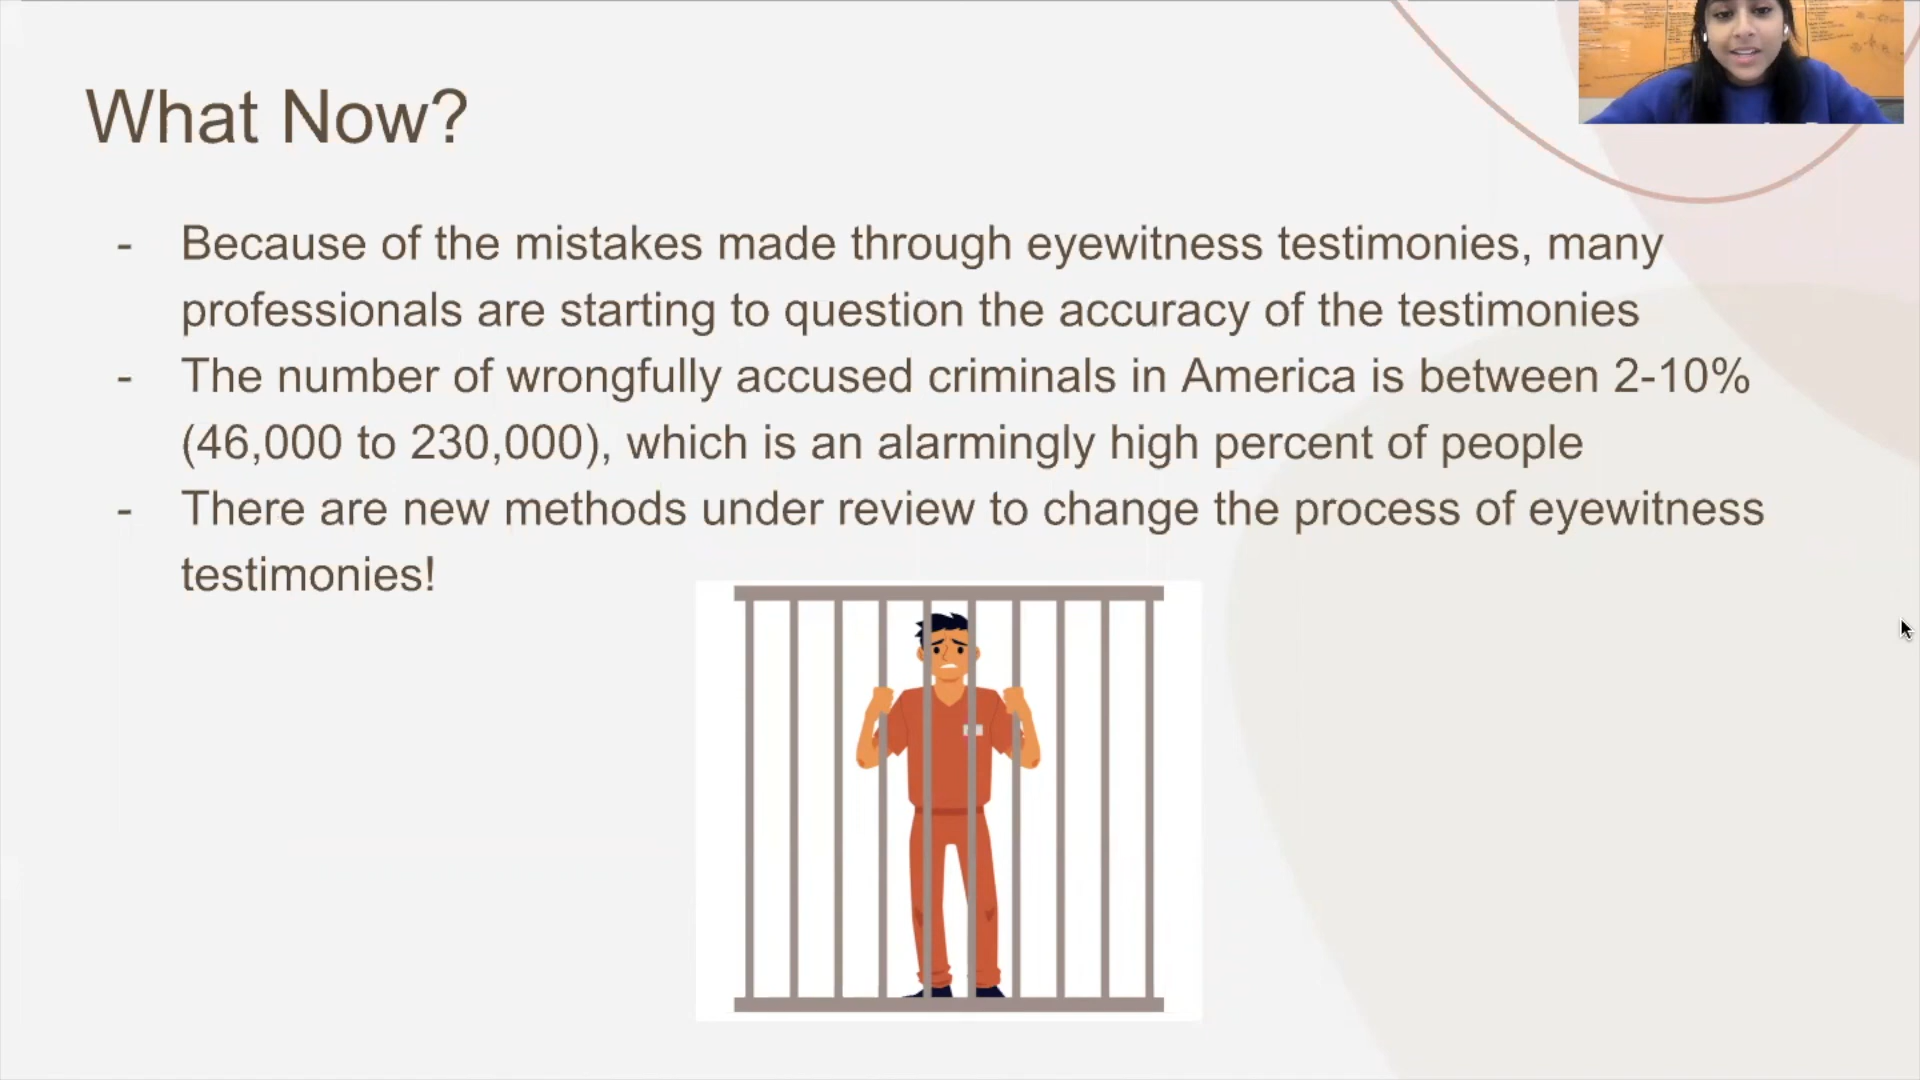 What Now?
- Because of the mistakes made through eyewitness testimonies, many
professionals are starting to question the accuracy of the testimonies
- The number of wrongfully accused criminals in America is between 2-10%
(46,000 to 230,000), which is an alarmingly high percent of people
- There are new methods under review to change the process of eyewitness
testimonies!